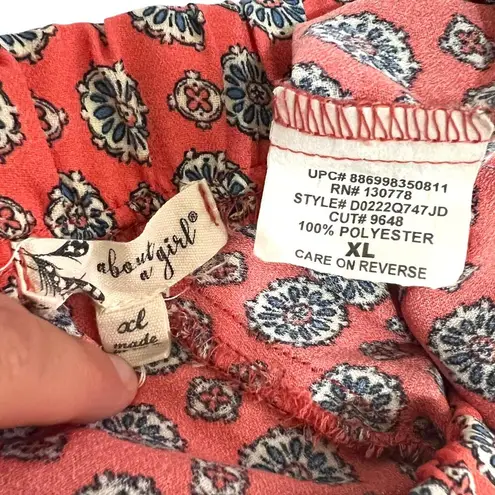 about
a
girl®
xl
made
UPC# 886998350811
RN# 130778
STYLE# D0222Q747JD
CUT# 9648
100% POLYESTER
XL
CARE ON REVERSE